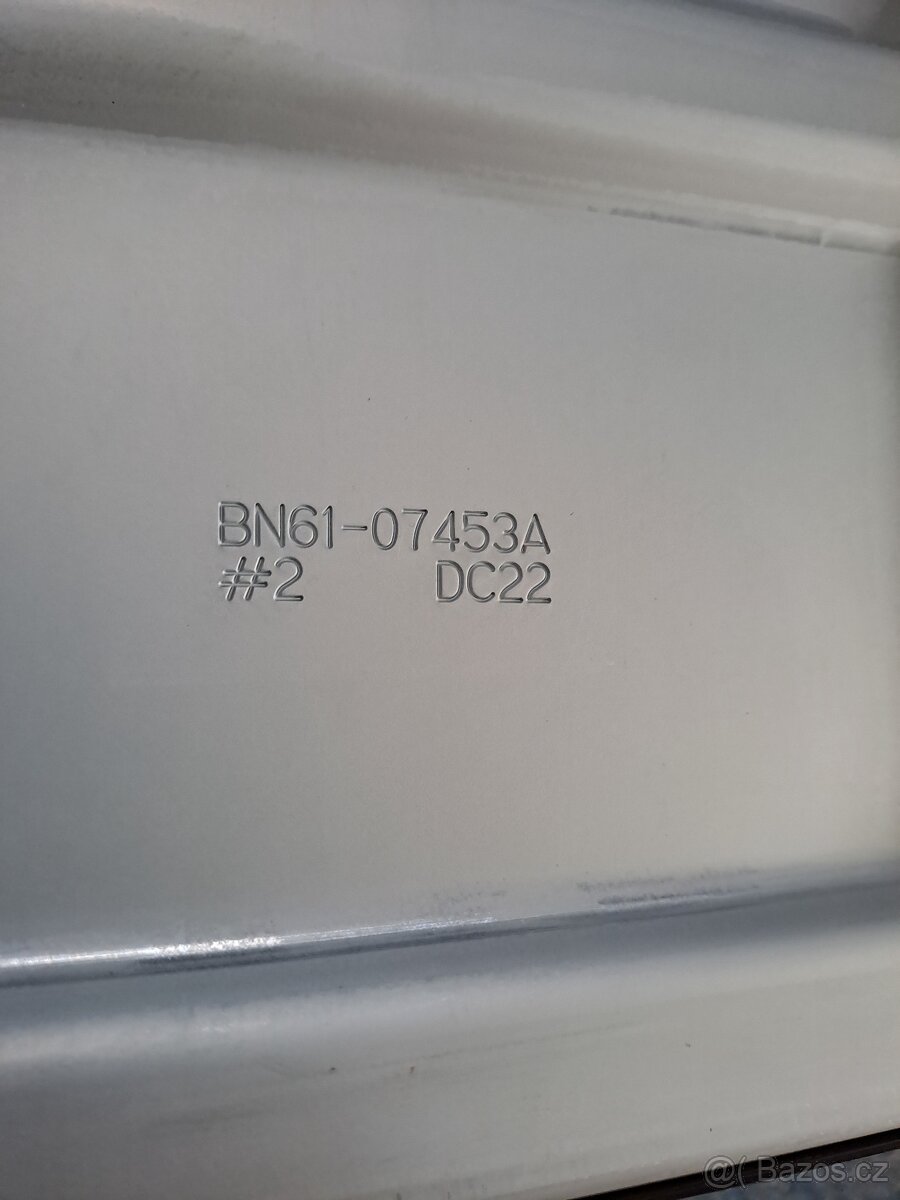 BN61-07453A
#2 DC22
@( Bazos.cz